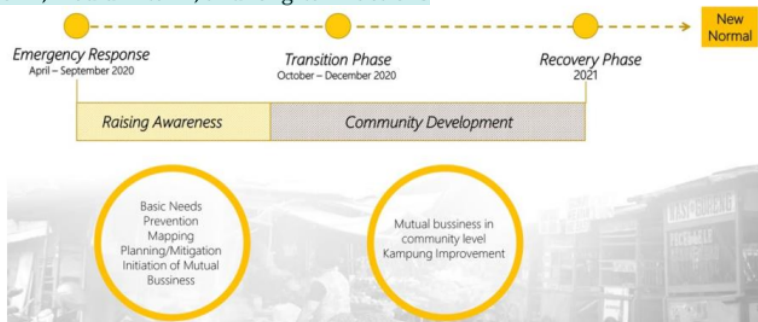 New
Normal
Emergency Response
April – September 2020
Transition Phase
October – December 2020
Recovery Phase
2021
Raising Awareness
Community Development
Basic Needs
Prevention
Mapping
Planning/Mitigation
Initiation of Mutual
Bussiness
Mutual bussiness in
community level
Kampung Improvement